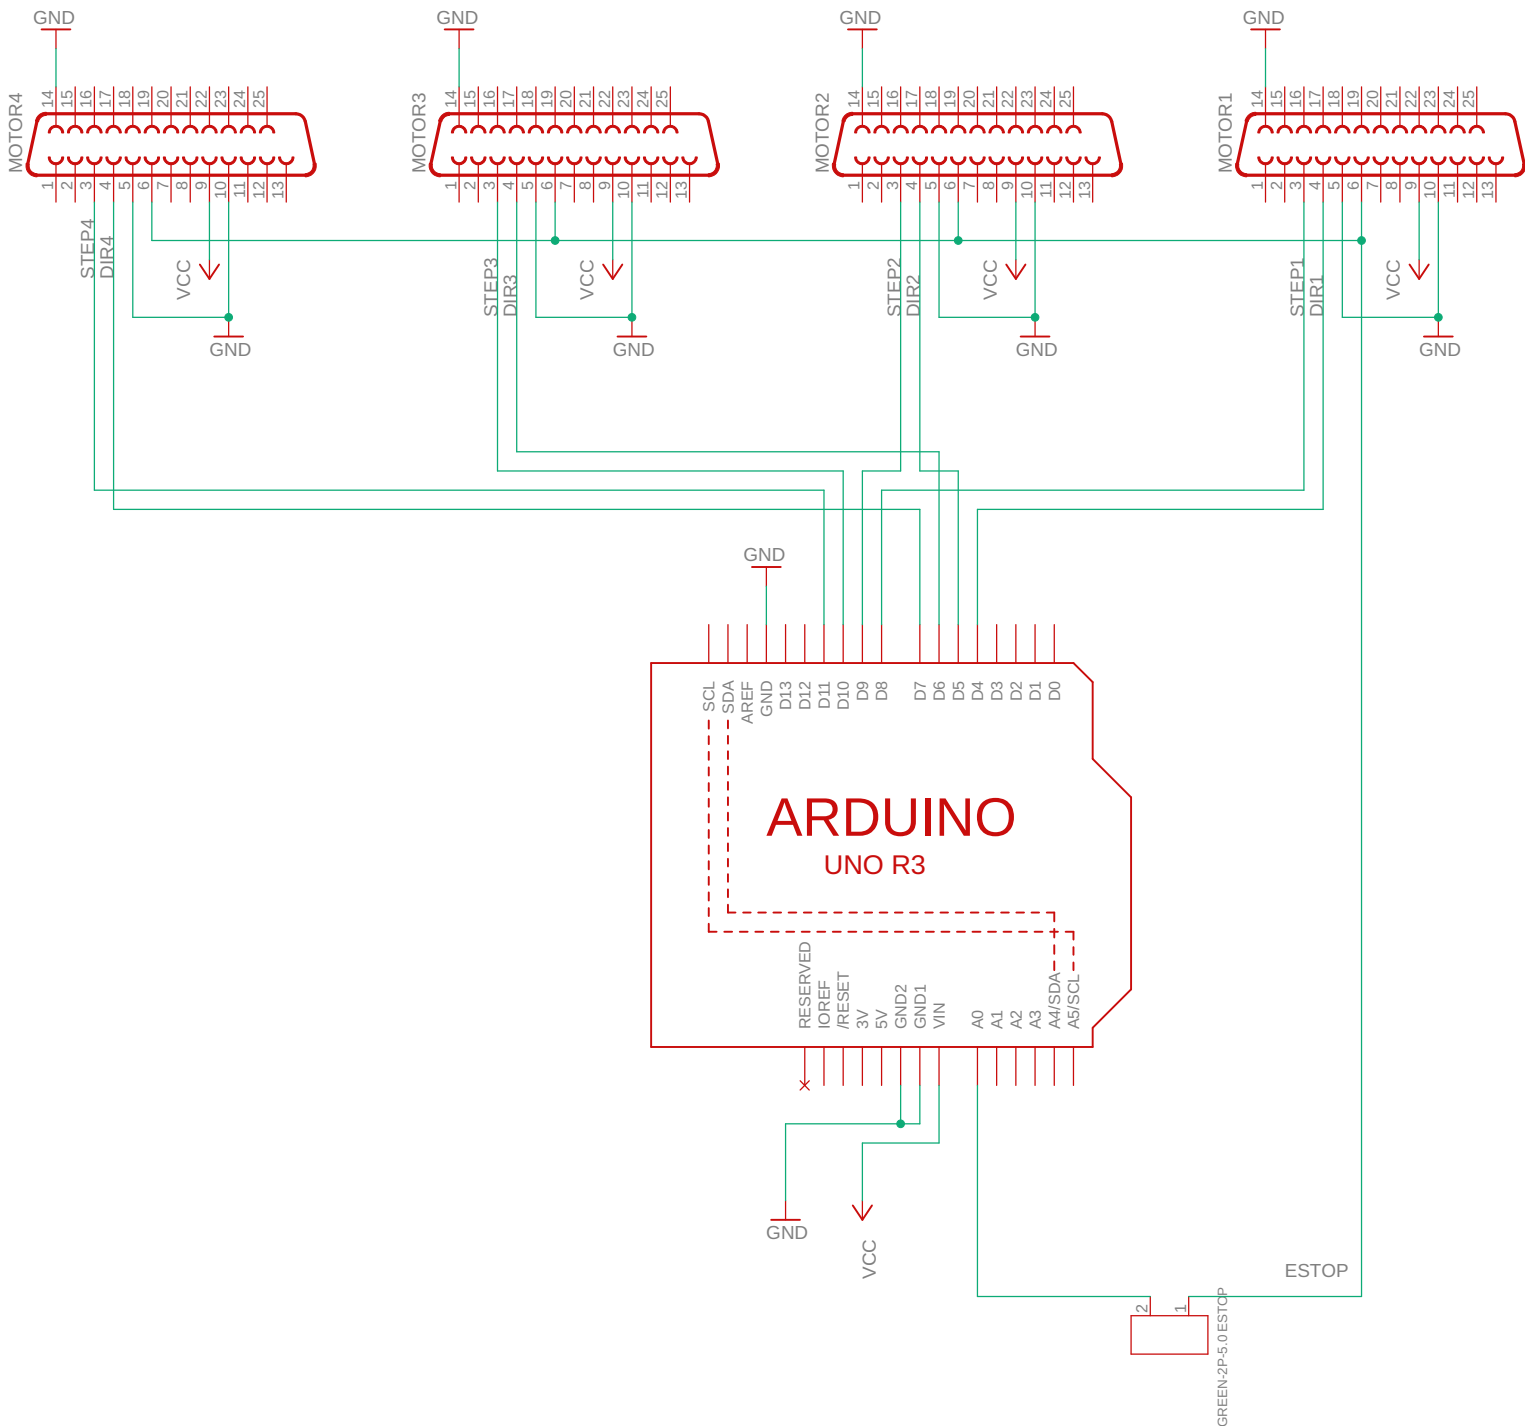 GND
GND
GND
GND
MOTOR4
14 15 16 17 18 19 20 21 22 23 24 25
1 2 3 4 5 6 7 8 9 10 11 12 13
MOTOR3
14 15 16 17 18 19 20 21 22 23 24 25
1 2 3 4 5 6 7 8 9 10 11 12 13
MOTOR2
14 15 16 17 18 19 20 21 22 23 24 25
1 2 3 4 5 6 7 8 9 10 11 12 13
MOTOR1
14 15 16 17 18 19 20 21 22 23 24 25
1 2 3 4 5 6 7 8 9 10 11 12 13
STEP4
DIR4
VCC
GND
STEP3
DIR3
VCC
GND
STEP2
DIR2
VCC
GND
STEP1
DIR1
VCC
GND
GND
SCL
SDA
AREF
GND
D13
D12
D11
D10
D9
D8
D7
D6
D5
D4
D3
D2
D1
D0
ARDUINO
UNO R3
RESERVED
IOREF
/RESET
3V
5V
GND2
GND1
VIN
A0
A1
A2
A3
A4/SDA
A5/SCL
GND
VCC
ESTOP
2
1
GREEN-2P-5.0 ESTOP